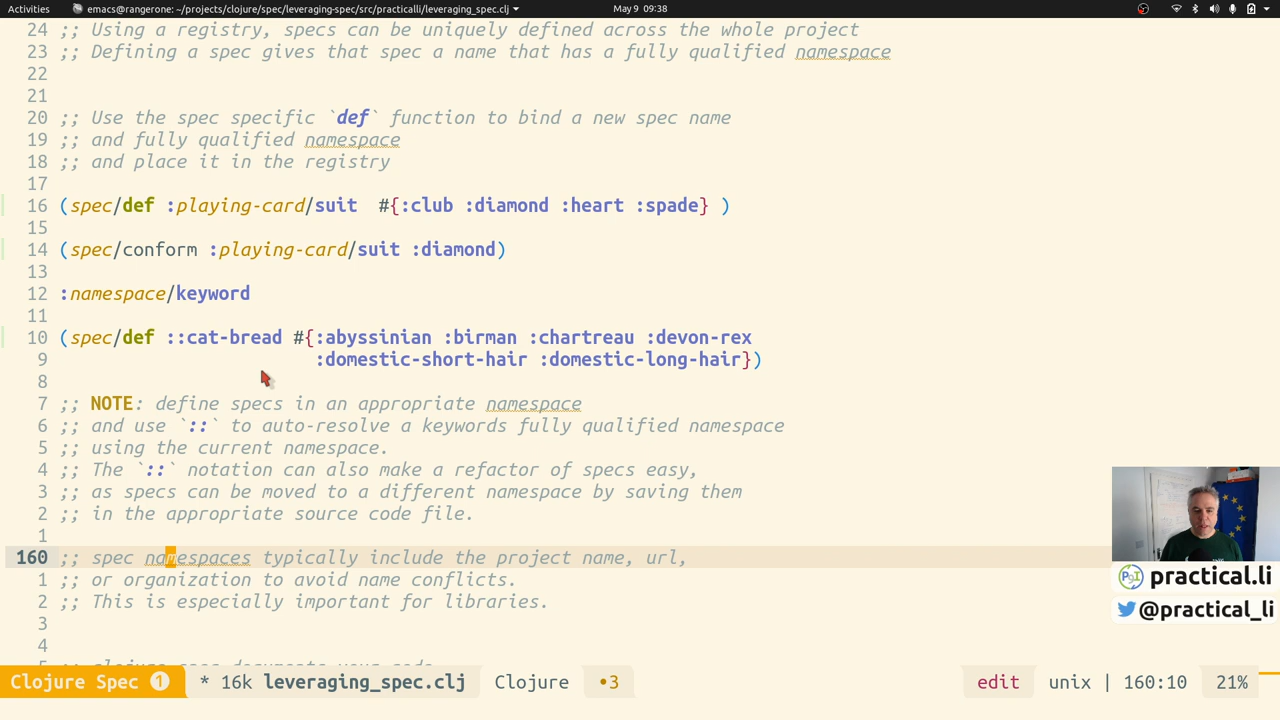 Activities emacs@rangerone: ~/projects/clojure/spec/leveraging-spec/src/practicalli/leveraging_spec.clj May 9 09:38
24 ;; Using a registry, specs can be uniquely defined across the whole project
23 ;; Defining a spec gives that spec a name that has a fully qualified namespace
22
21
20 ;; Use the spec specific `def` function to bind a new spec name
19 ;; and fully qualified namespace
18 ;; and place it in the registry
17
16 (spec/def :playing-card/suit #{:club :diamond :heart :spade} )
15
14 (spec/conform :playing-card/suit :diamond)
13
12 :namespace/keyword
11
10 (spec/def ::cat-bread #{:abyssinian :birman :chartreau :devon-rex
9 :domestic-short-hair :domestic-long-hair})
8
7 ;; NOTE: define specs in an appropriate namespace
6 ;; and use `::` to auto-resolve a keywords fully qualified namespace
5 ;; using the current namespace.
4 ;; The `::` notation can also make a refactor of specs easy,
3 ;; as specs can be moved to a different namespace by saving them
2 ;; in the appropriate source code file.
1
160 ;; spec namespaces typically include the project name, url,
1 ;; or organization to avoid name conflicts.
2 ;; This is especially important for libraries.
3
4
5 ;; clojure spec documents your code
practical.li
@practical_li
Clojure Spec 1 * 16k leveraging_spec.clj Clojure •3 edit unix | 160:10 21%